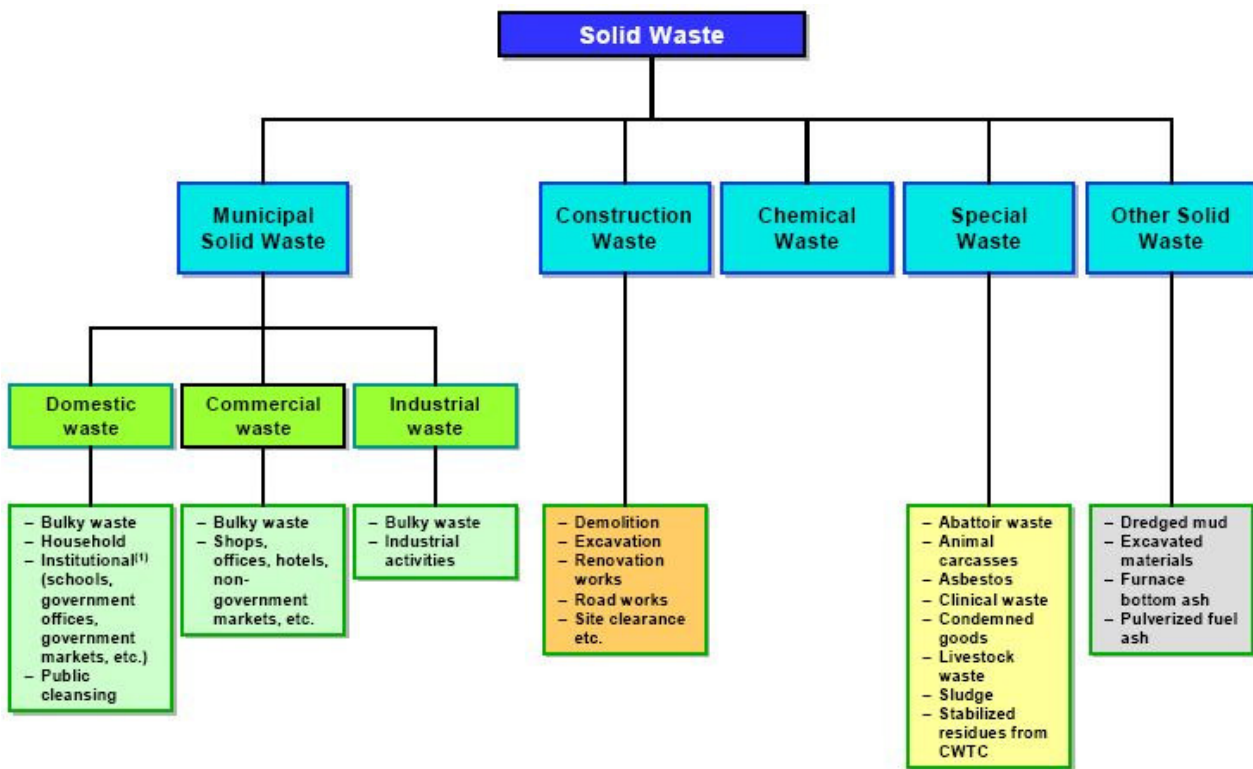 Solid Waste
Municipal
Solid Waste
Construction
Waste
Chemical
Waste
Special
Waste
Other Solid
Waste
Domestic
waste
Commercial
waste
Industrial
waste
– Bulky waste
– Household
– Institutional⁽¹⁾
(schools,
government
offices,
government
markets, etc.)
– Public
cleansing
– Bulky waste
– Shops,
offices, hotels,
non-
government
markets, etc.
– Bulky waste
– Industrial
activities
– Demolition
– Excavation
– Renovation
works
– Road works
– Site clearance
etc.
– Abattoir waste
– Animal
carcasses
– Asbestos
– Clinical waste
– Condemned
goods
– Livestock
waste
– Sludge
– Stabilized
residues from
CWTC
– Dredged mud
– Excavated
materials
– Furnace
bottom ash
– Pulverized fuel
ash